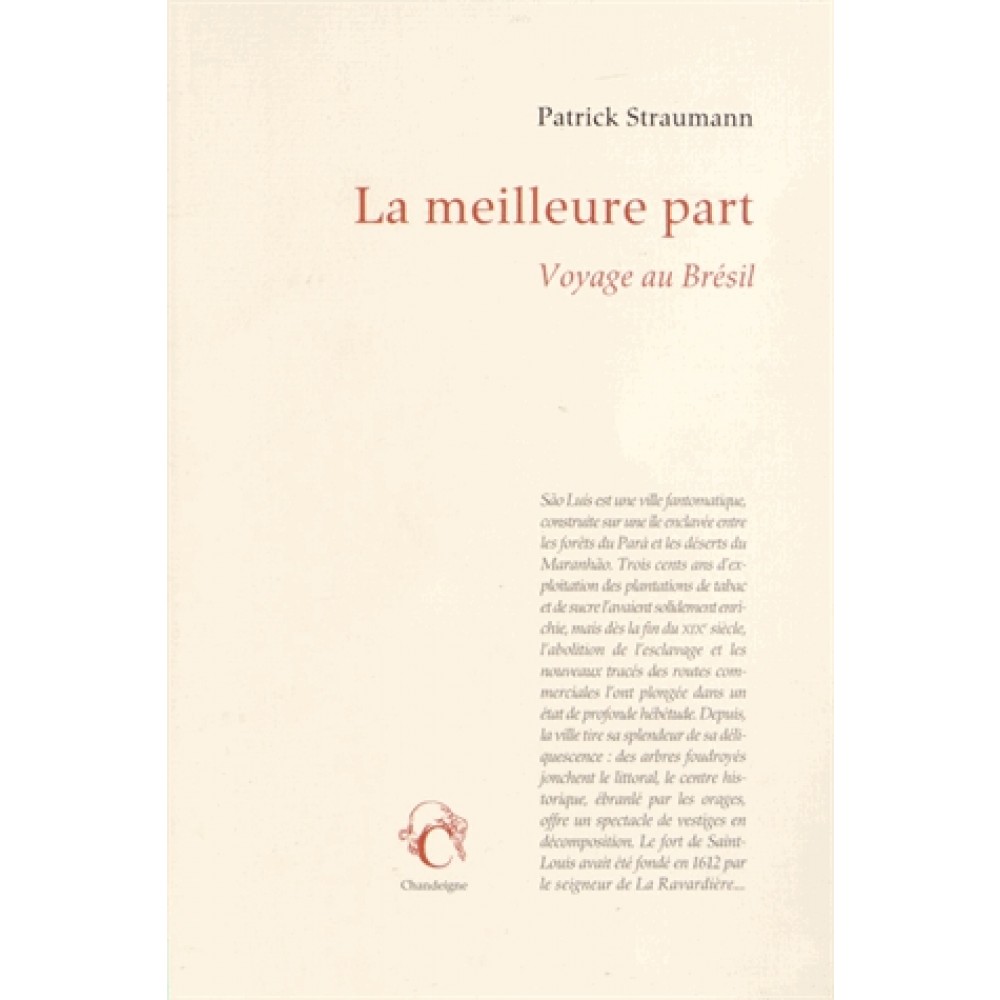 Patrick Straumann
La meilleure part
Voyage au Brésil
São Luís est une ville fantomatique,
construite sur une île enclavée entre
les forêts du Pará et les déserts du
Maranhão. Trois cents ans d'ex-
ploitation des plantations de tabac
et de sucre l'avaient solidement enri-
chie, mais dès la fin du XIXe siècle,
l'abolition de l'esclavage et les
nouveaux tracés des routes com-
merciales l'ont plongée dans un
état de profonde hébétude. Depuis,
la ville tire sa splendeur de sa déli-
quescence : des arbres foudroyés
jonchent le littoral, le centre his-
torique, ébranlé par les orages,
offre un spectacle de vestiges en
décomposition. Le fort de Saint-
Louis avait été fondé en 1612 par
le seigneur de La Ravardière...
C
Chandeigne